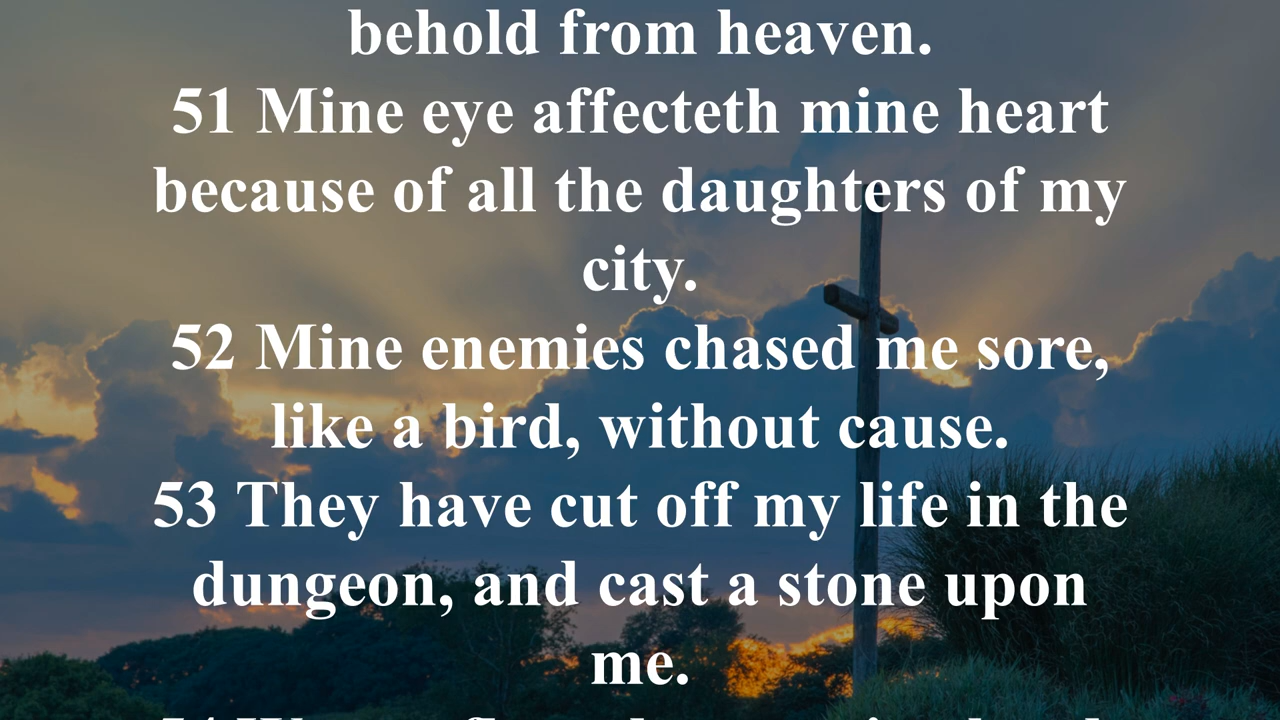 behold from heaven.
51 Mine eye affecteth mine heart
because of all the daughters of my
city.
52 Mine enemies chased me sore,
like a bird, without cause.
53 They have cut off my life in the
dungeon, and cast a stone upon
me.